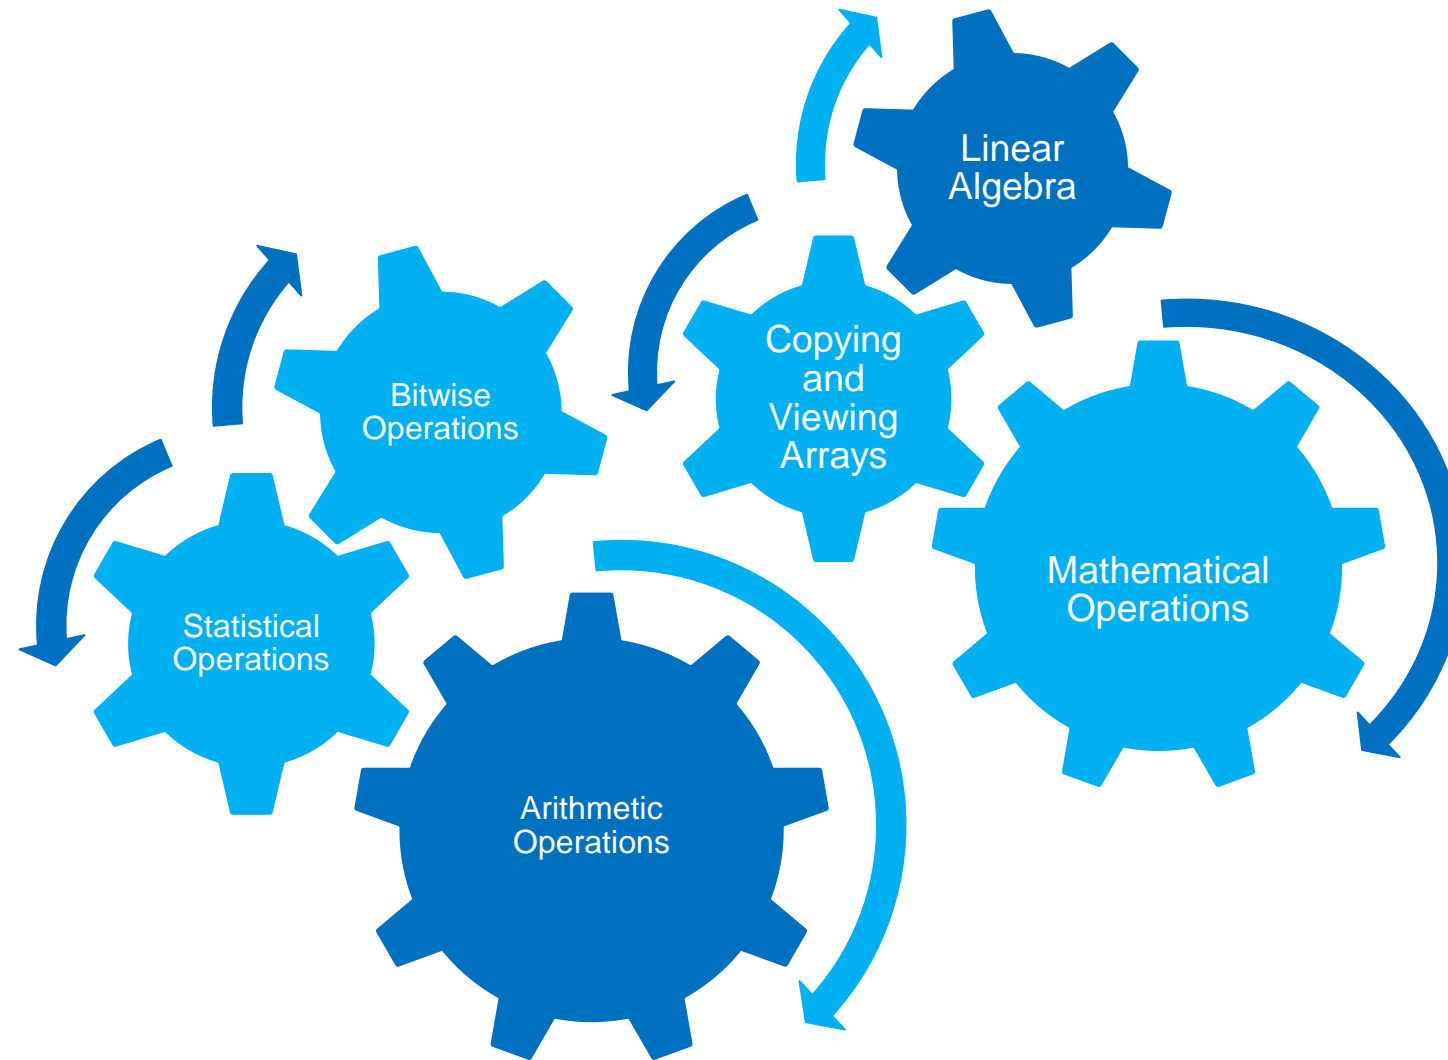 Linear
Algebra
Copying
and
Viewing
Arrays
Bitwise
Operations
Mathematical
Operations
Statistical
Operations
Arithmetic
Operations